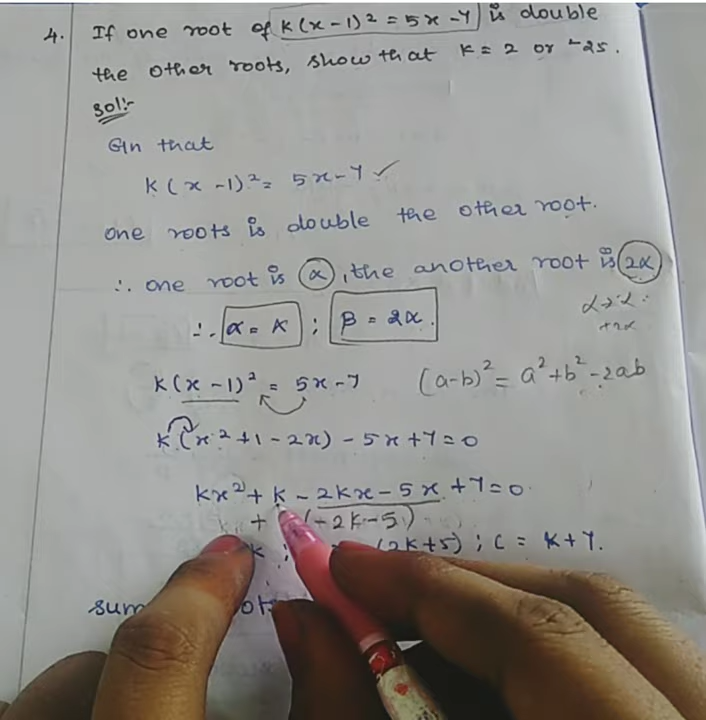 4. If one root of k(x-1)² = 5x-7 is double
the other roots, show that k = 2 or -25.
Sol:-
Gn that
k(x-1)² = 5x-7 ✓
one roots is double the other root.
∴ one root is α, the another root is 2α
∴ α = α ; β = 2α.
k(x-1)² = 5x-7 (a-b)² = a²+b²-2ab
k(x²+1-2x) - 5x+7=0
kx²+k-2kx-5x+7=0.
+ (-2k-5)
k ; (2k+5) ; c = k+7.
sum